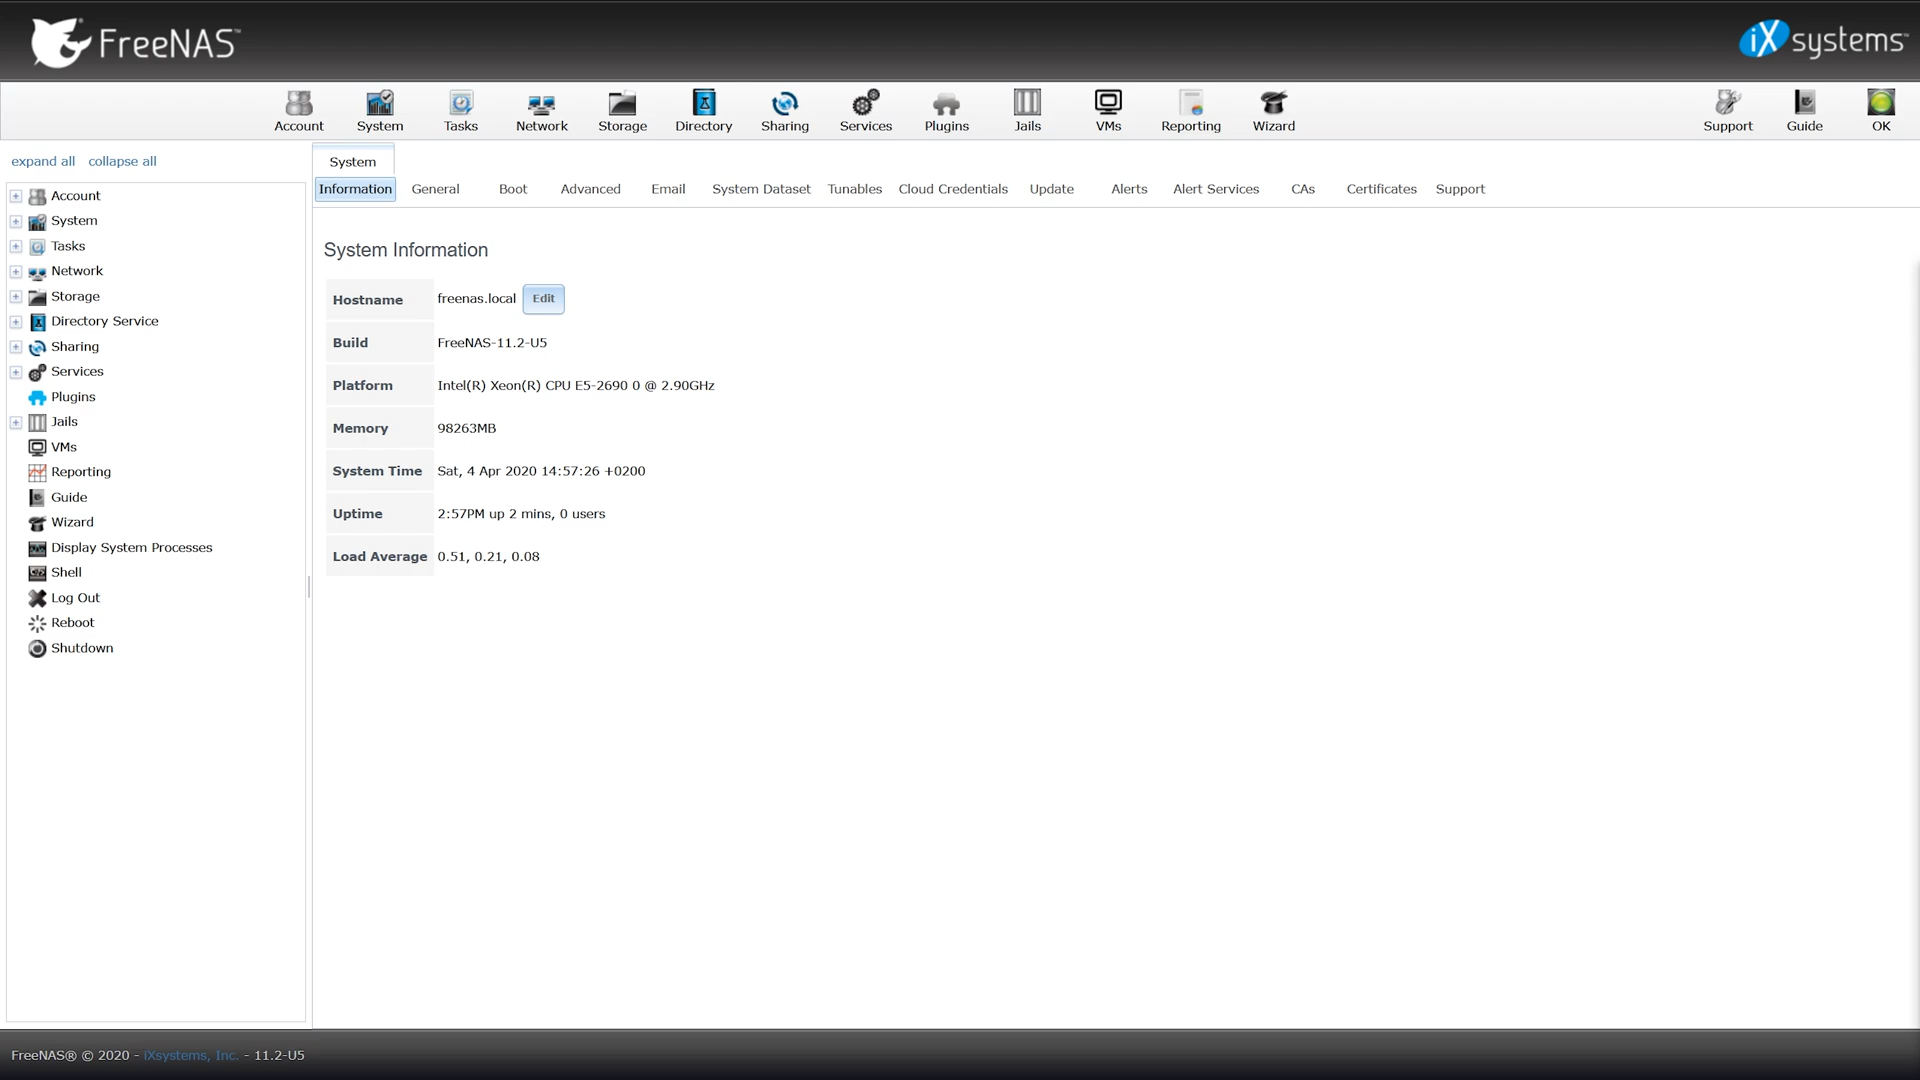 FreeNAS™
iXsystems™
Account System Tasks Network Storage Directory Sharing Services Plugins Jails VMs Reporting Wizard Support Guide OK
expand all collapse all
System
Information General Boot Advanced Email System Dataset Tunables Cloud Credentials Update Alerts Alert Services CAs Certificates Support
Account
System
Tasks
Network
Storage
Directory Service
Sharing
Services
Plugins
Jails
VMs
Reporting
Guide
Wizard
Display System Processes
Shell
Log Out
Reboot
Shutdown
System Information
Hostname freenas.local Edit
Build FreeNAS-11.2-U5
Platform Intel(R) Xeon(R) CPU E5-2690 0 @ 2.90GHz
Memory 98263MB
System Time Sat, 4 Apr 2020 14:57:26 +0200
Uptime 2:57PM up 2 mins, 0 users
Load Average 0.51, 0.21, 0.08
FreeNAS® © 2020 - iXsystems, Inc. - 11.2-U5